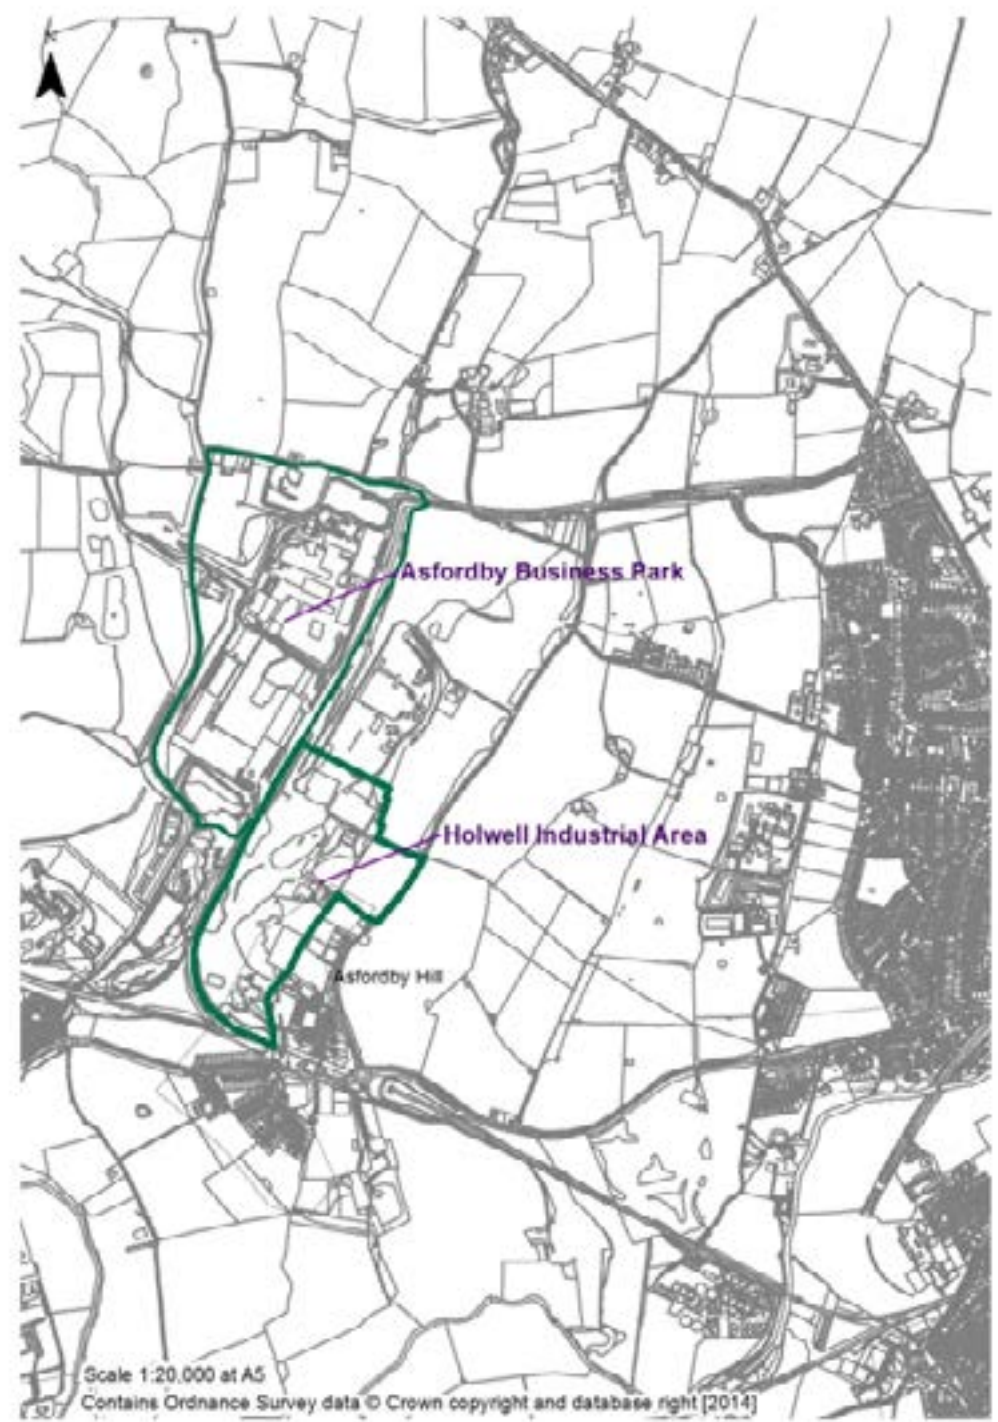 Asfordby Business Park
Holwell Industrial Area
Asfordby Hill
Scale 1:20,000 at A5
Contains Ordnance Survey data © Crown copyright and database right [2014]